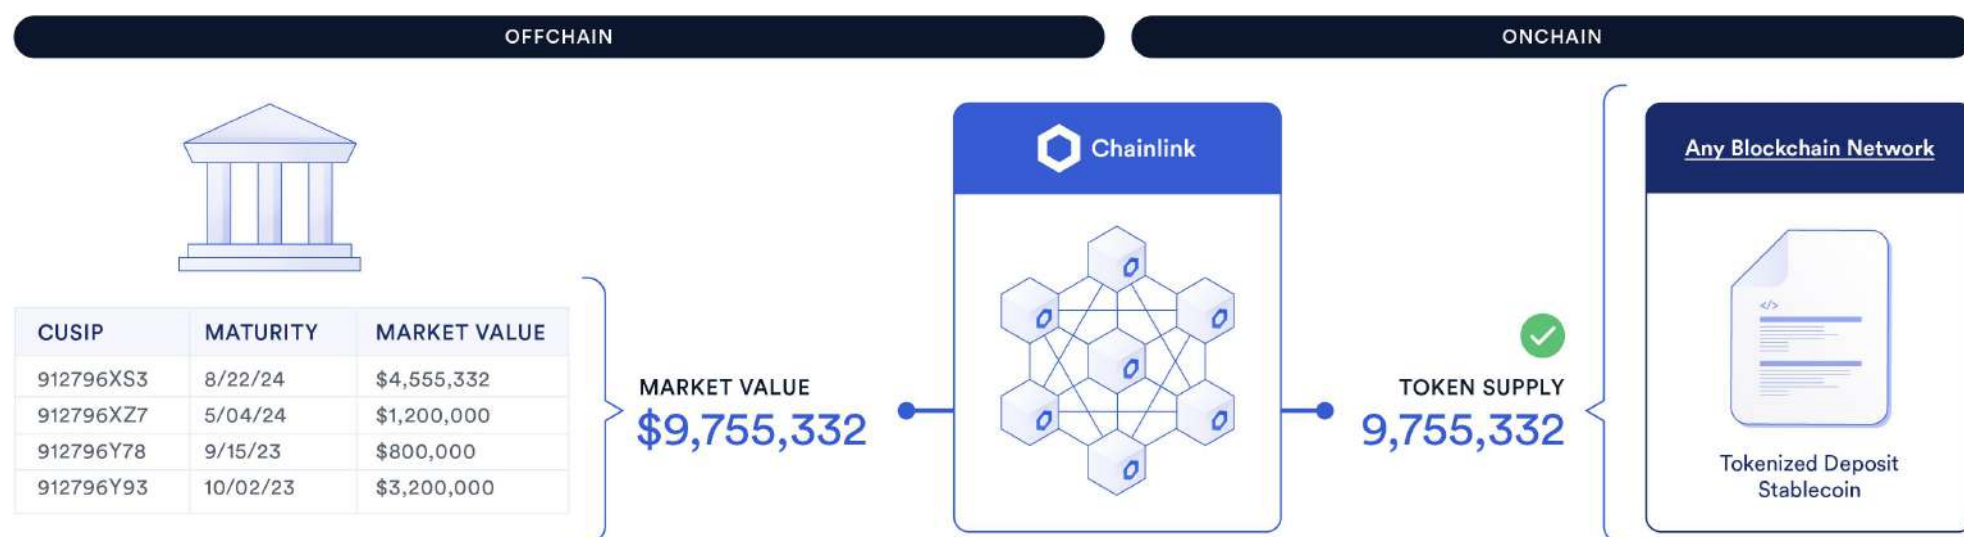 OFFCHAIN
ONCHAIN
CUSIP MATURITY MARKET VALUE
912796XS3 8/22/24 $4,555,332
912796XZ7 5/04/24 $1,200,000
912796Y78 9/15/23 $800,000
912796Y93 10/02/23 $3,200,000
MARKET VALUE
$9,755,332
Chainlink
TOKEN SUPPLY
9,755,332
Any Blockchain Network
</>
Tokenized Deposit
Stablecoin